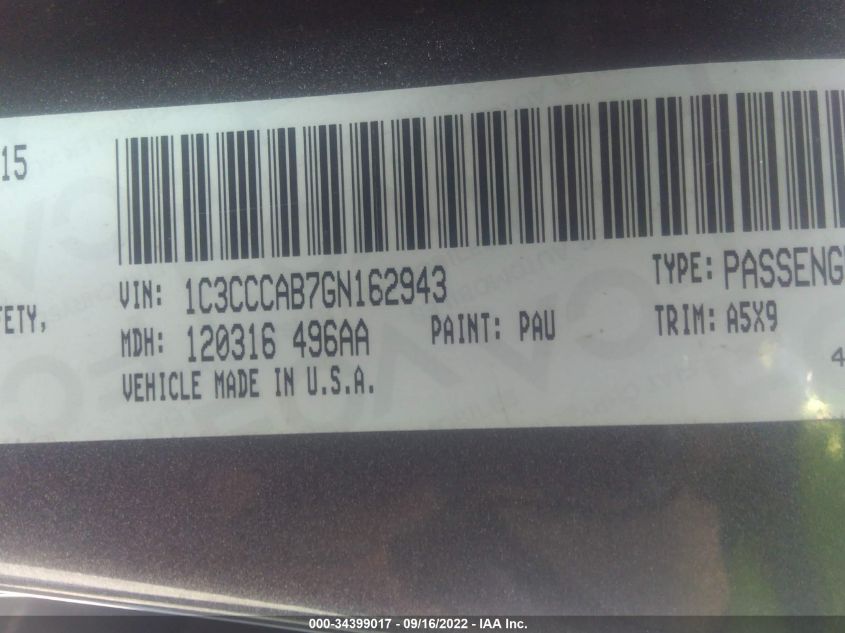 15
VIN: 1C3CCCAB7GN162943
TYPE: PASSENG
FETY,
MDH: 120316 496AA
PAINT: PAU
TRIM: A5X9
VEHICLE MADE IN U.S.A.
4
000-34399017 - 09/16/2022 - IAA Inc.